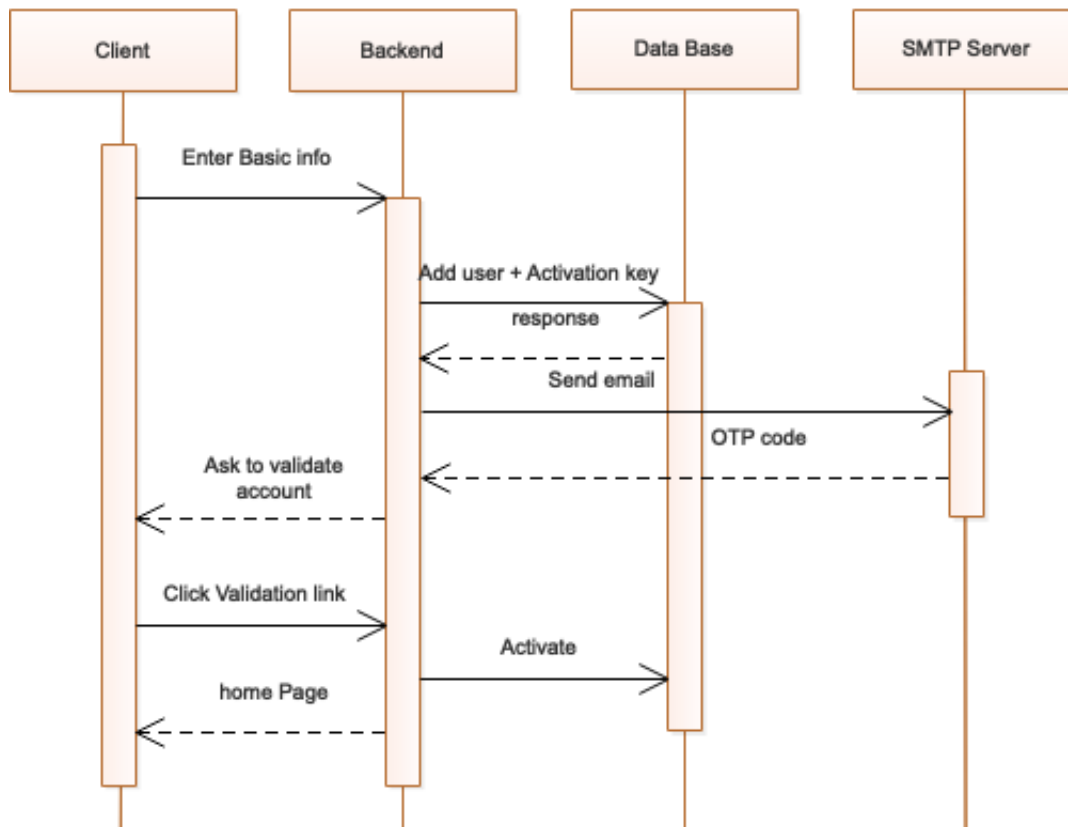 Client
Backend
Data Base
SMTP Server
Enter Basic info
Add user + Activation key
response
Send email
OTP code
Ask to validate
account
Click Validation link
Activate
home Page